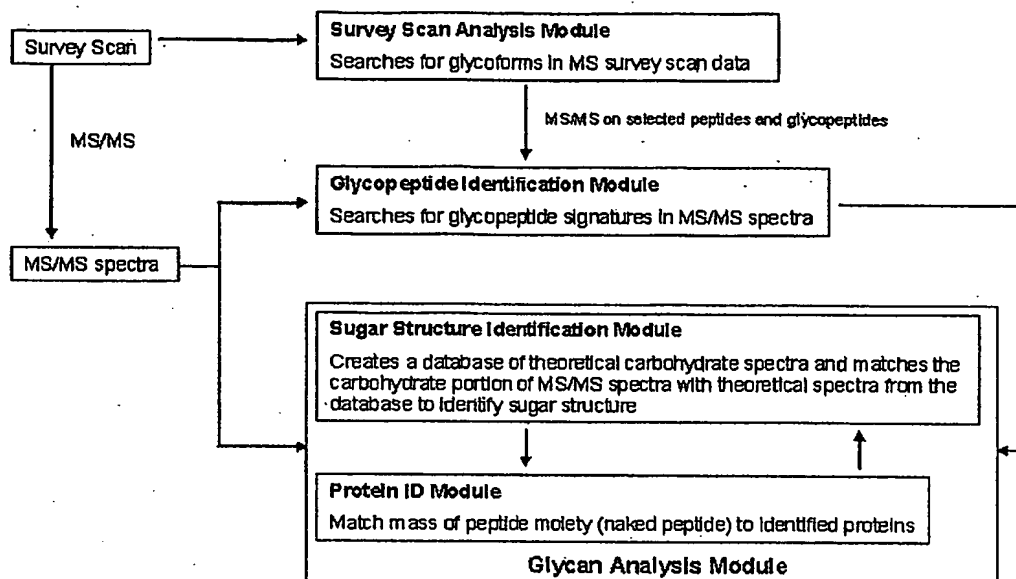 Survey Scan
Survey Scan Analysis Module
Searches for glycoforms in MS survey scan data
MS/MS
MS/MS on selected peptides and glycopeptides
Glycopeptide Identification Module
Searches for glycopeptide signatures in MS/MS spectra
MS/MS spectra
Sugar Structure Identification Module
Creates a database of theoretical carbohydrate spectra and matches the
carbohydrate portion of MS/MS spectra with theoretical spectra from the
database to identify sugar structure
Protein ID Module
Match mass of peptide moiety (naked peptide) to identified proteins
Glycan Analysis Module